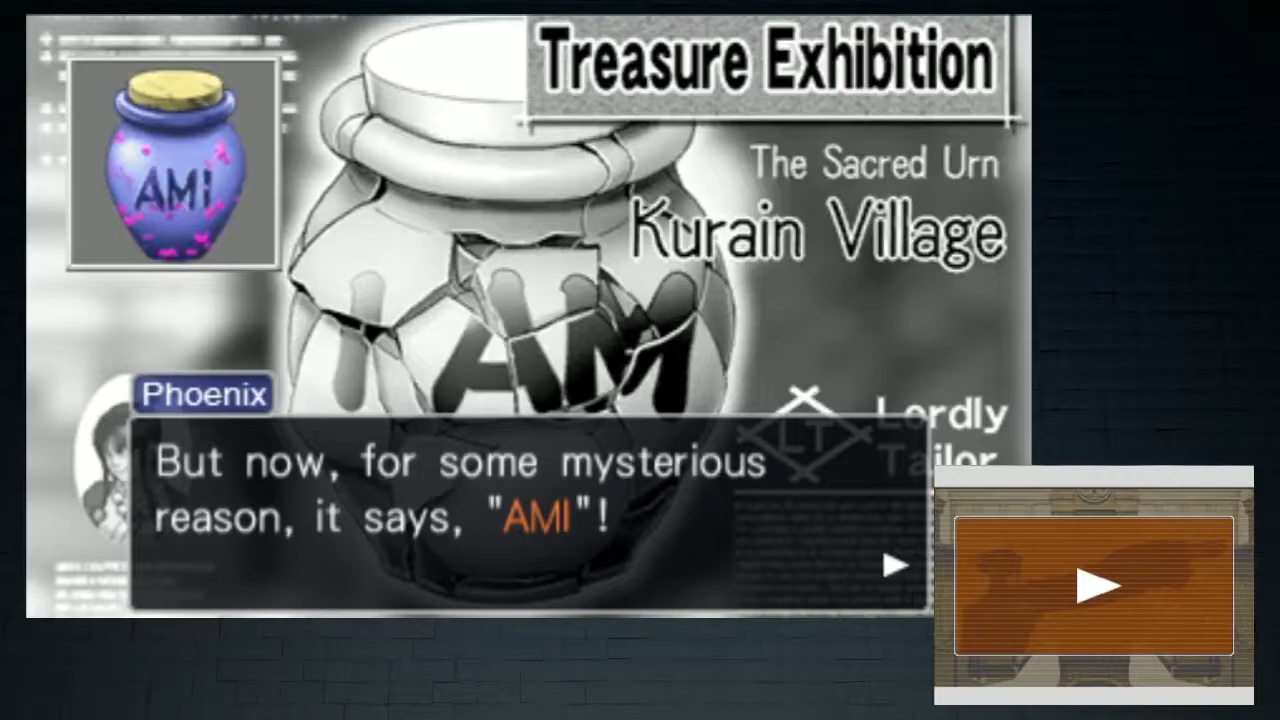 Treasure Exhibition
AMI
The Sacred Urn
Kurain Village
I AM
Phoenix
Lordly
LT
Tailor
But now, for some mysterious
reason, it says, "AMI"!